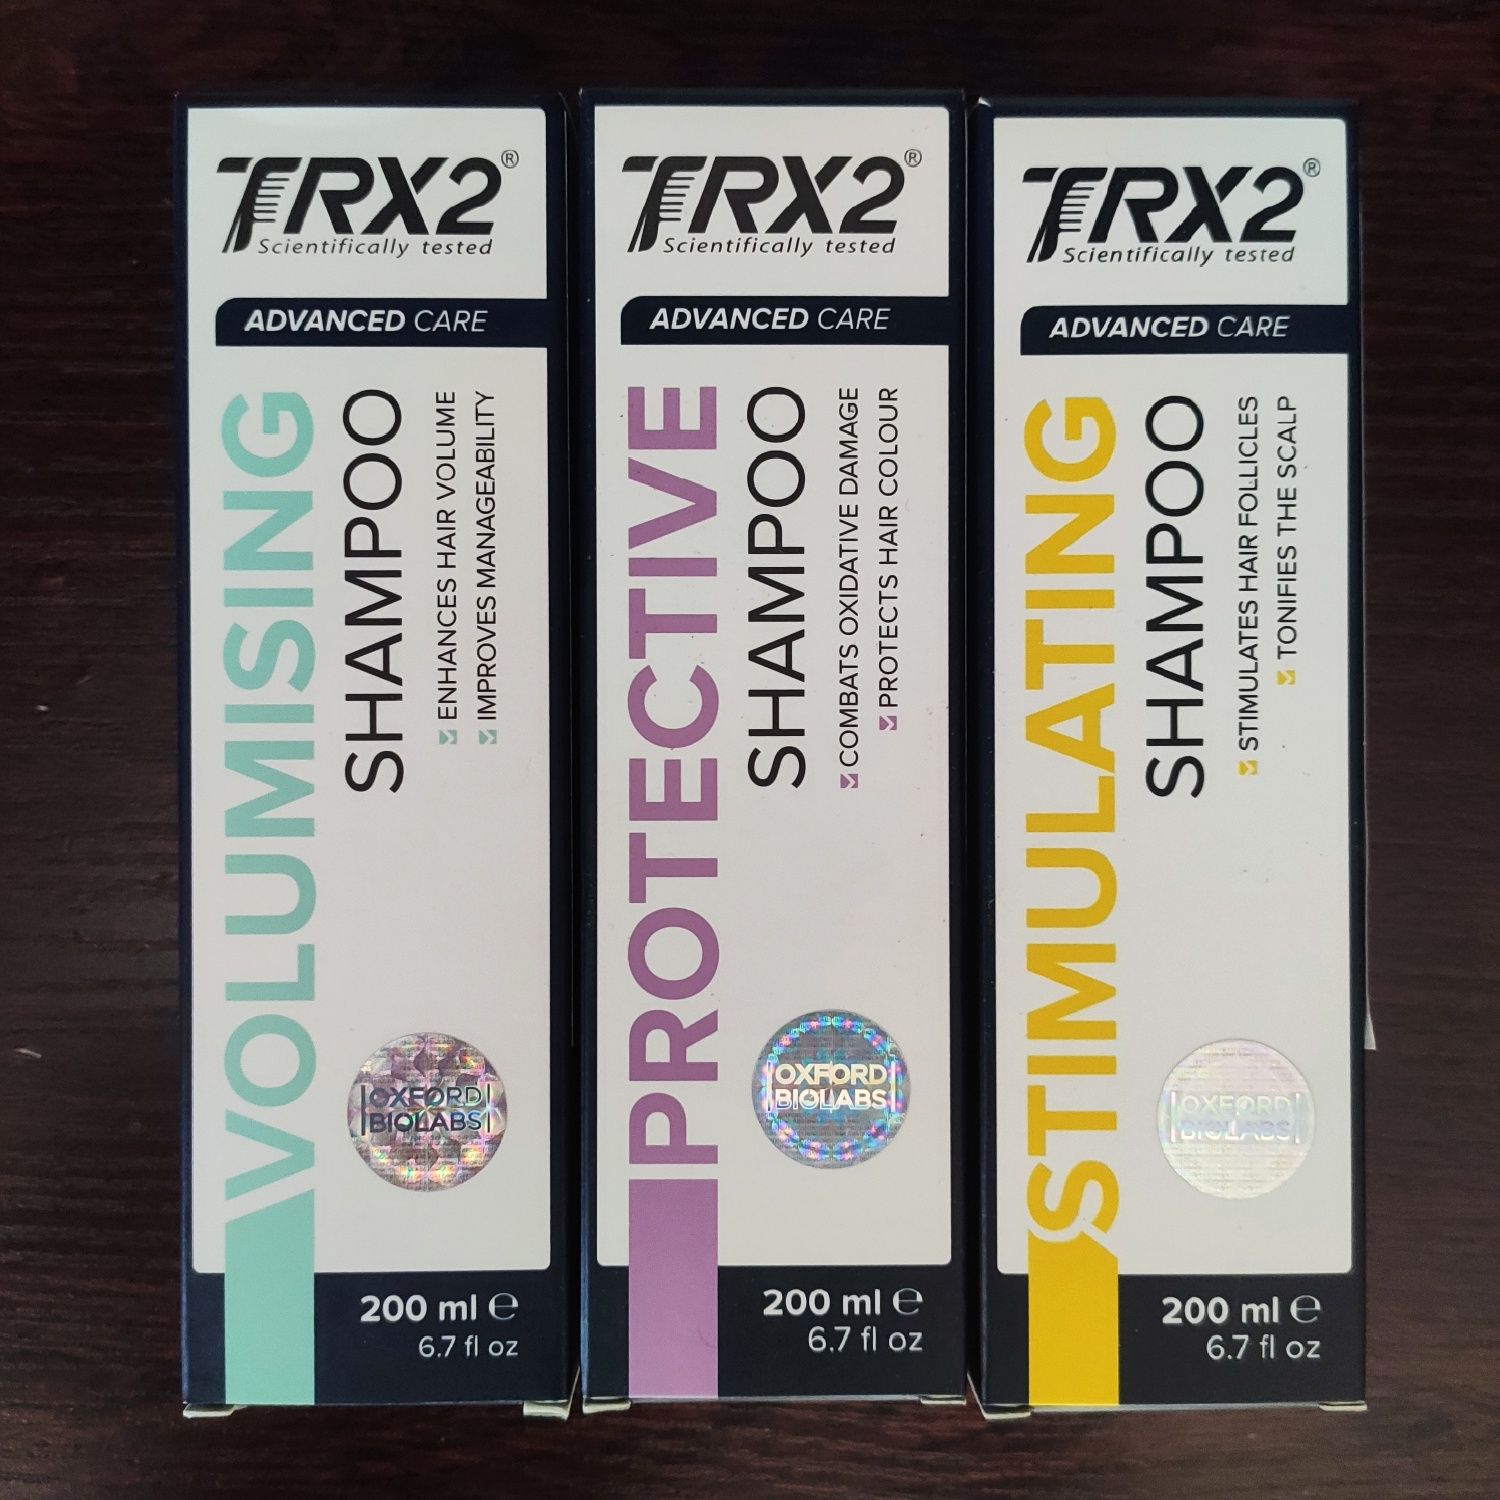 TRX2®
Scientifically tested
ADVANCED CARE
VOLUMISING
SHAMPOO
ENHANCES HAIR VOLUME
IMPROVES MANAGEABILITY
|OXFORD|
|BIOLABS|
200 ml ℮
6.7 fl oz
TRX2®
Scientifically tested
ADVANCED CARE
PROTECTIVE
SHAMPOO
COMBATS OXIDATIVE DAMAGE
PROTECTS HAIR COLOUR
|OXFORD|
|BIOLABS|
200 ml ℮
6.7 fl oz
TRX2®
Scientifically tested
ADVANCED CARE
STIMULATING
SHAMPOO
STIMULATES HAIR FOLLICLES
TONIFIES THE SCALP
|OXFORD|
|BIOLABS|
200 ml ℮
6.7 fl oz